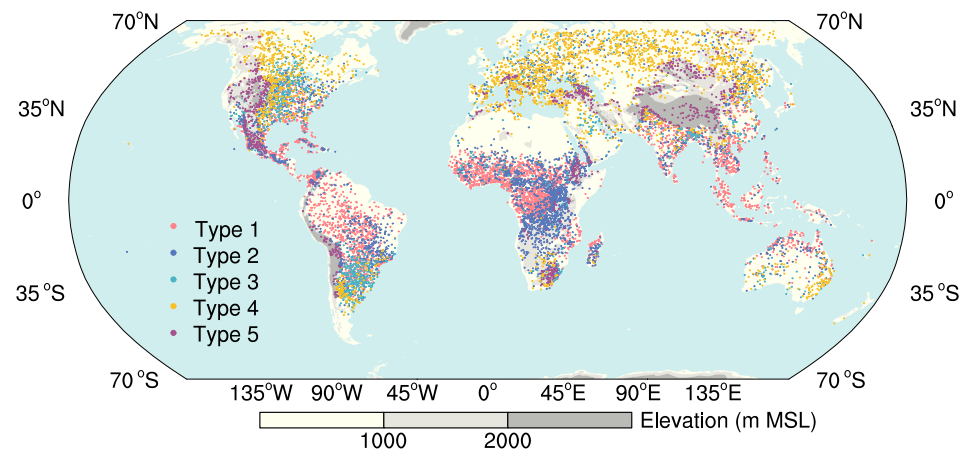 70°N 70°N
35°N 35°N
0° 0°
Type 1
Type 2
Type 3
Type 4
Type 5
35 °S 35 °S
70 °S 70 °S
135°W 90°W 45°W 0° 45°E 90°E 135°E
Elevation (m MSL)
1000 2000